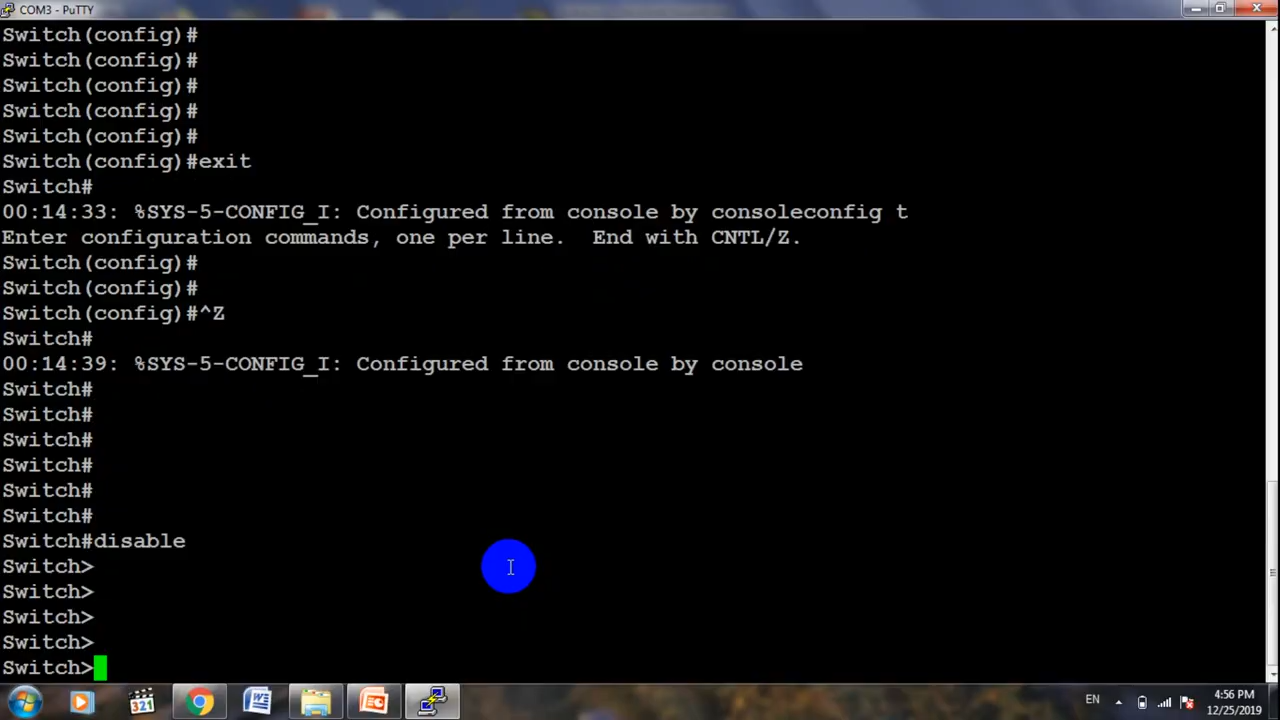 COM3 - PuTTY
Switch(config)#
Switch(config)#
Switch(config)#
Switch(config)#
Switch(config)#
Switch(config)#exit
Switch#
00:14:33: %SYS-5-CONFIG_I: Configured from console by consoleconfig t
Enter configuration commands, one per line.  End with CNTL/Z.
Switch(config)#
Switch(config)#
Switch(config)#^Z
Switch#
00:14:39: %SYS-5-CONFIG_I: Configured from console by console
Switch#
Switch#
Switch#
Switch#
Switch#
Switch#
Switch#disable
Switch>
Switch>
Switch>
Switch>
Switch>
321
EN
4:56 PM
12/25/2019